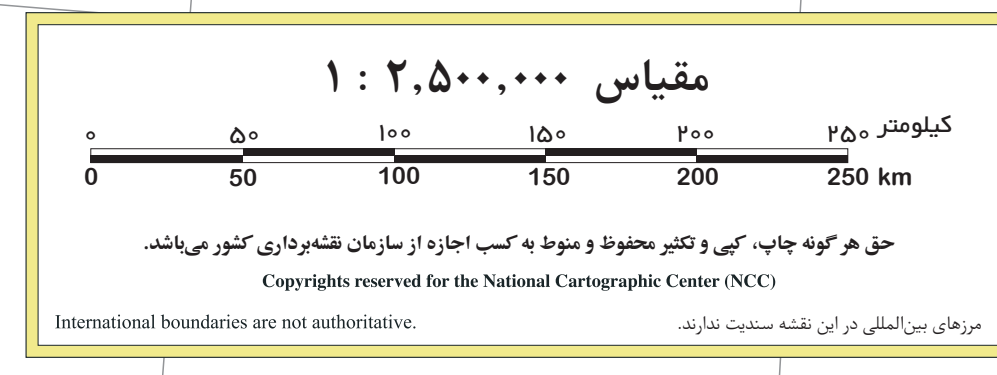 مقیاس ۱ : ۲,۵۰۰,۰۰۰
۰ ۵۰ ۱۰۰ ۱۵۰ ۲۰۰ ۲۵۰ کیلومتر
0 50 100 150 200 250 km
حق هر گونه چاپ، کپی و تکثیر محفوظ و منوط به کسب اجازه از سازمان نقشه‌برداری کشور می‌باشد.
Copyrights reserved for the National Cartographic Center (NCC)
International boundaries are not authoritative.
مرزهای بین‌المللی در این نقشه سندیت ندارند.